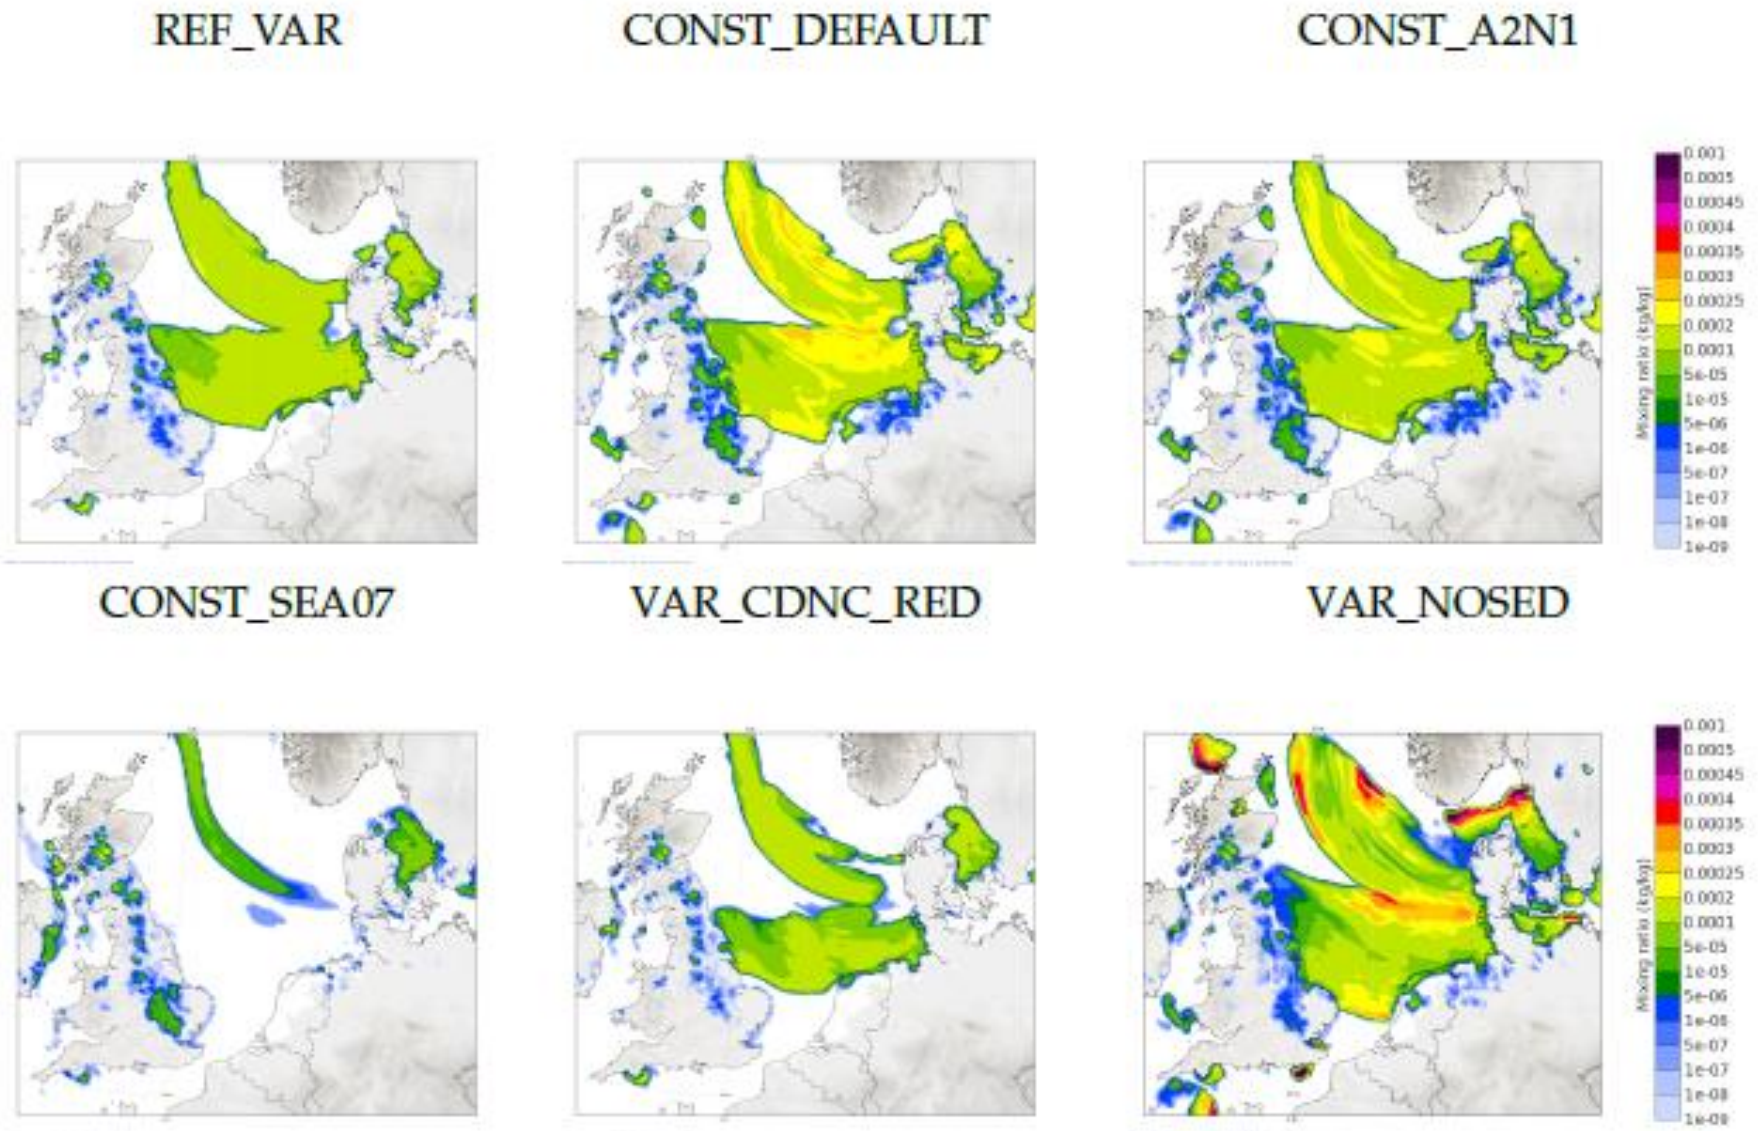 REF_VAR
CONST_DEFAULT
CONST_A2N1
0.001
0.0005
0.00045
0.0004
0.00035
0.0003
0.00025
0.0002
0.0001
5e-05
1e-05
5e-06
1e-06
5e-07
1e-07
1e-08
1e-09
Mixing ratio (kg/kg)
CONST_SEA07
VAR_CDNC_RED
VAR_NOSED
0.001
0.0005
0.00045
0.0004
0.00035
0.0003
0.00025
0.0002
0.0001
5e-05
1e-05
5e-06
1e-06
5e-07
1e-07
1e-08
1e-09
Mixing ratio (kg/kg)